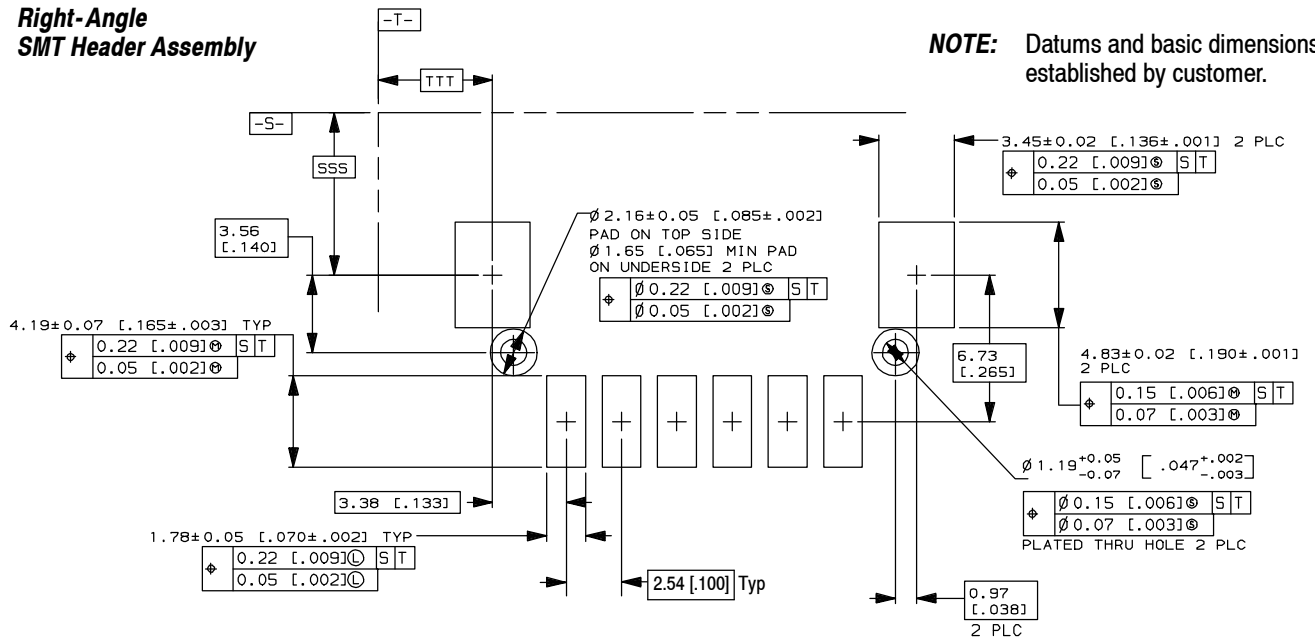 Right-Angle
SMT Header Assembly
-T-
NOTE: Datums and basic dimensions
established by customer.
TTT
-S-
3.45±0.02 [.136±.001] 2 PLC
⌖ 0.22 [.009]Ⓢ S T
0.05 [.002]Ⓢ
SSS
3.56
[.140]
Ø2.16±0.05 [.085±.002]
PAD ON TOP SIDE
Ø1.65 [.065] MIN PAD
ON UNDERSIDE 2 PLC
⌖ Ø0.22 [.009]Ⓢ S T
Ø0.05 [.002]Ⓢ
4.19±0.07 [.165±.003] TYP
⌖ 0.22 [.009]Ⓜ S T
0.05 [.002]Ⓜ
6.73
[.265]
4.83±0.02 [.190±.001]
2 PLC
⌖ 0.15 [.006]Ⓜ S T
0.07 [.003]Ⓜ
Ø1.19+0.05 -0.07 [.047+.002 -.003]
⌖ Ø0.15 [.006]Ⓢ S T
Ø0.07 [.003]Ⓢ
PLATED THRU HOLE 2 PLC
3.38 [.133]
1.78±0.05 [.070±.002] TYP
⌖ 0.22 [.009]Ⓛ S T
0.05 [.002]Ⓛ
2.54 [.100] Typ
0.97
[.038]
2 PLC